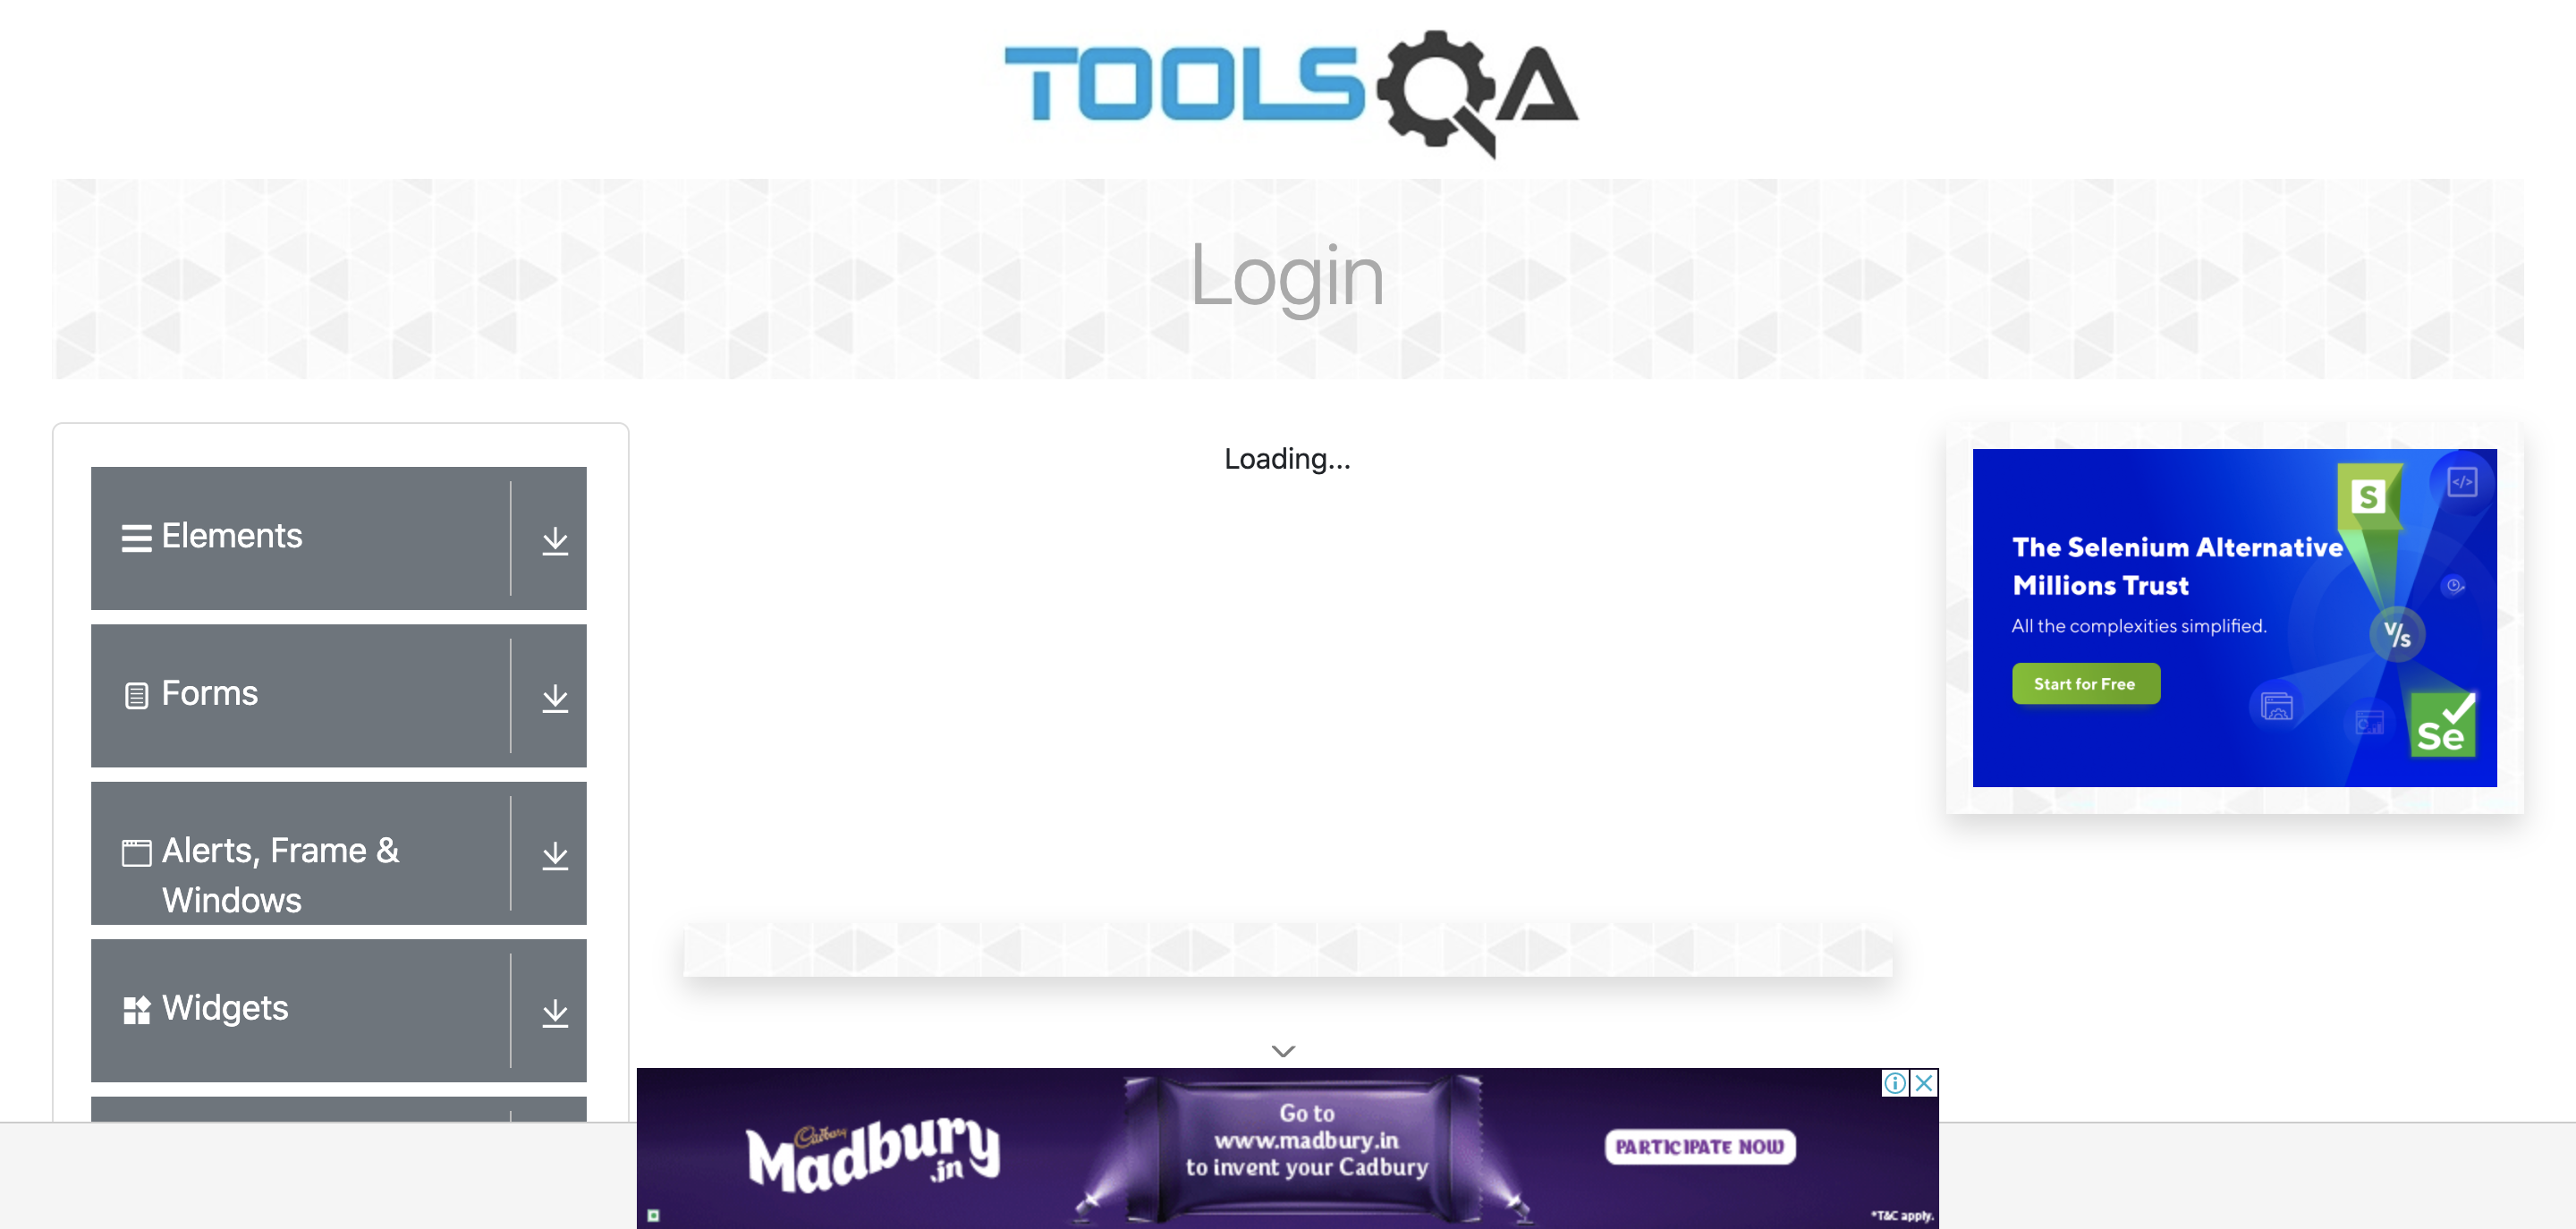 TOOLSQA
Login
Elements
Forms
Alerts, Frame &
Windows
Widgets
Loading...
The Selenium Alternative
Millions Trust
All the complexities simplified.
Start for Free
S
</>
V/s
Se
Cadbury
Madbury
.in
Go to
www.madbury.in
to invent your Cadbury
PARTICIPATE NOW
*T&C apply.